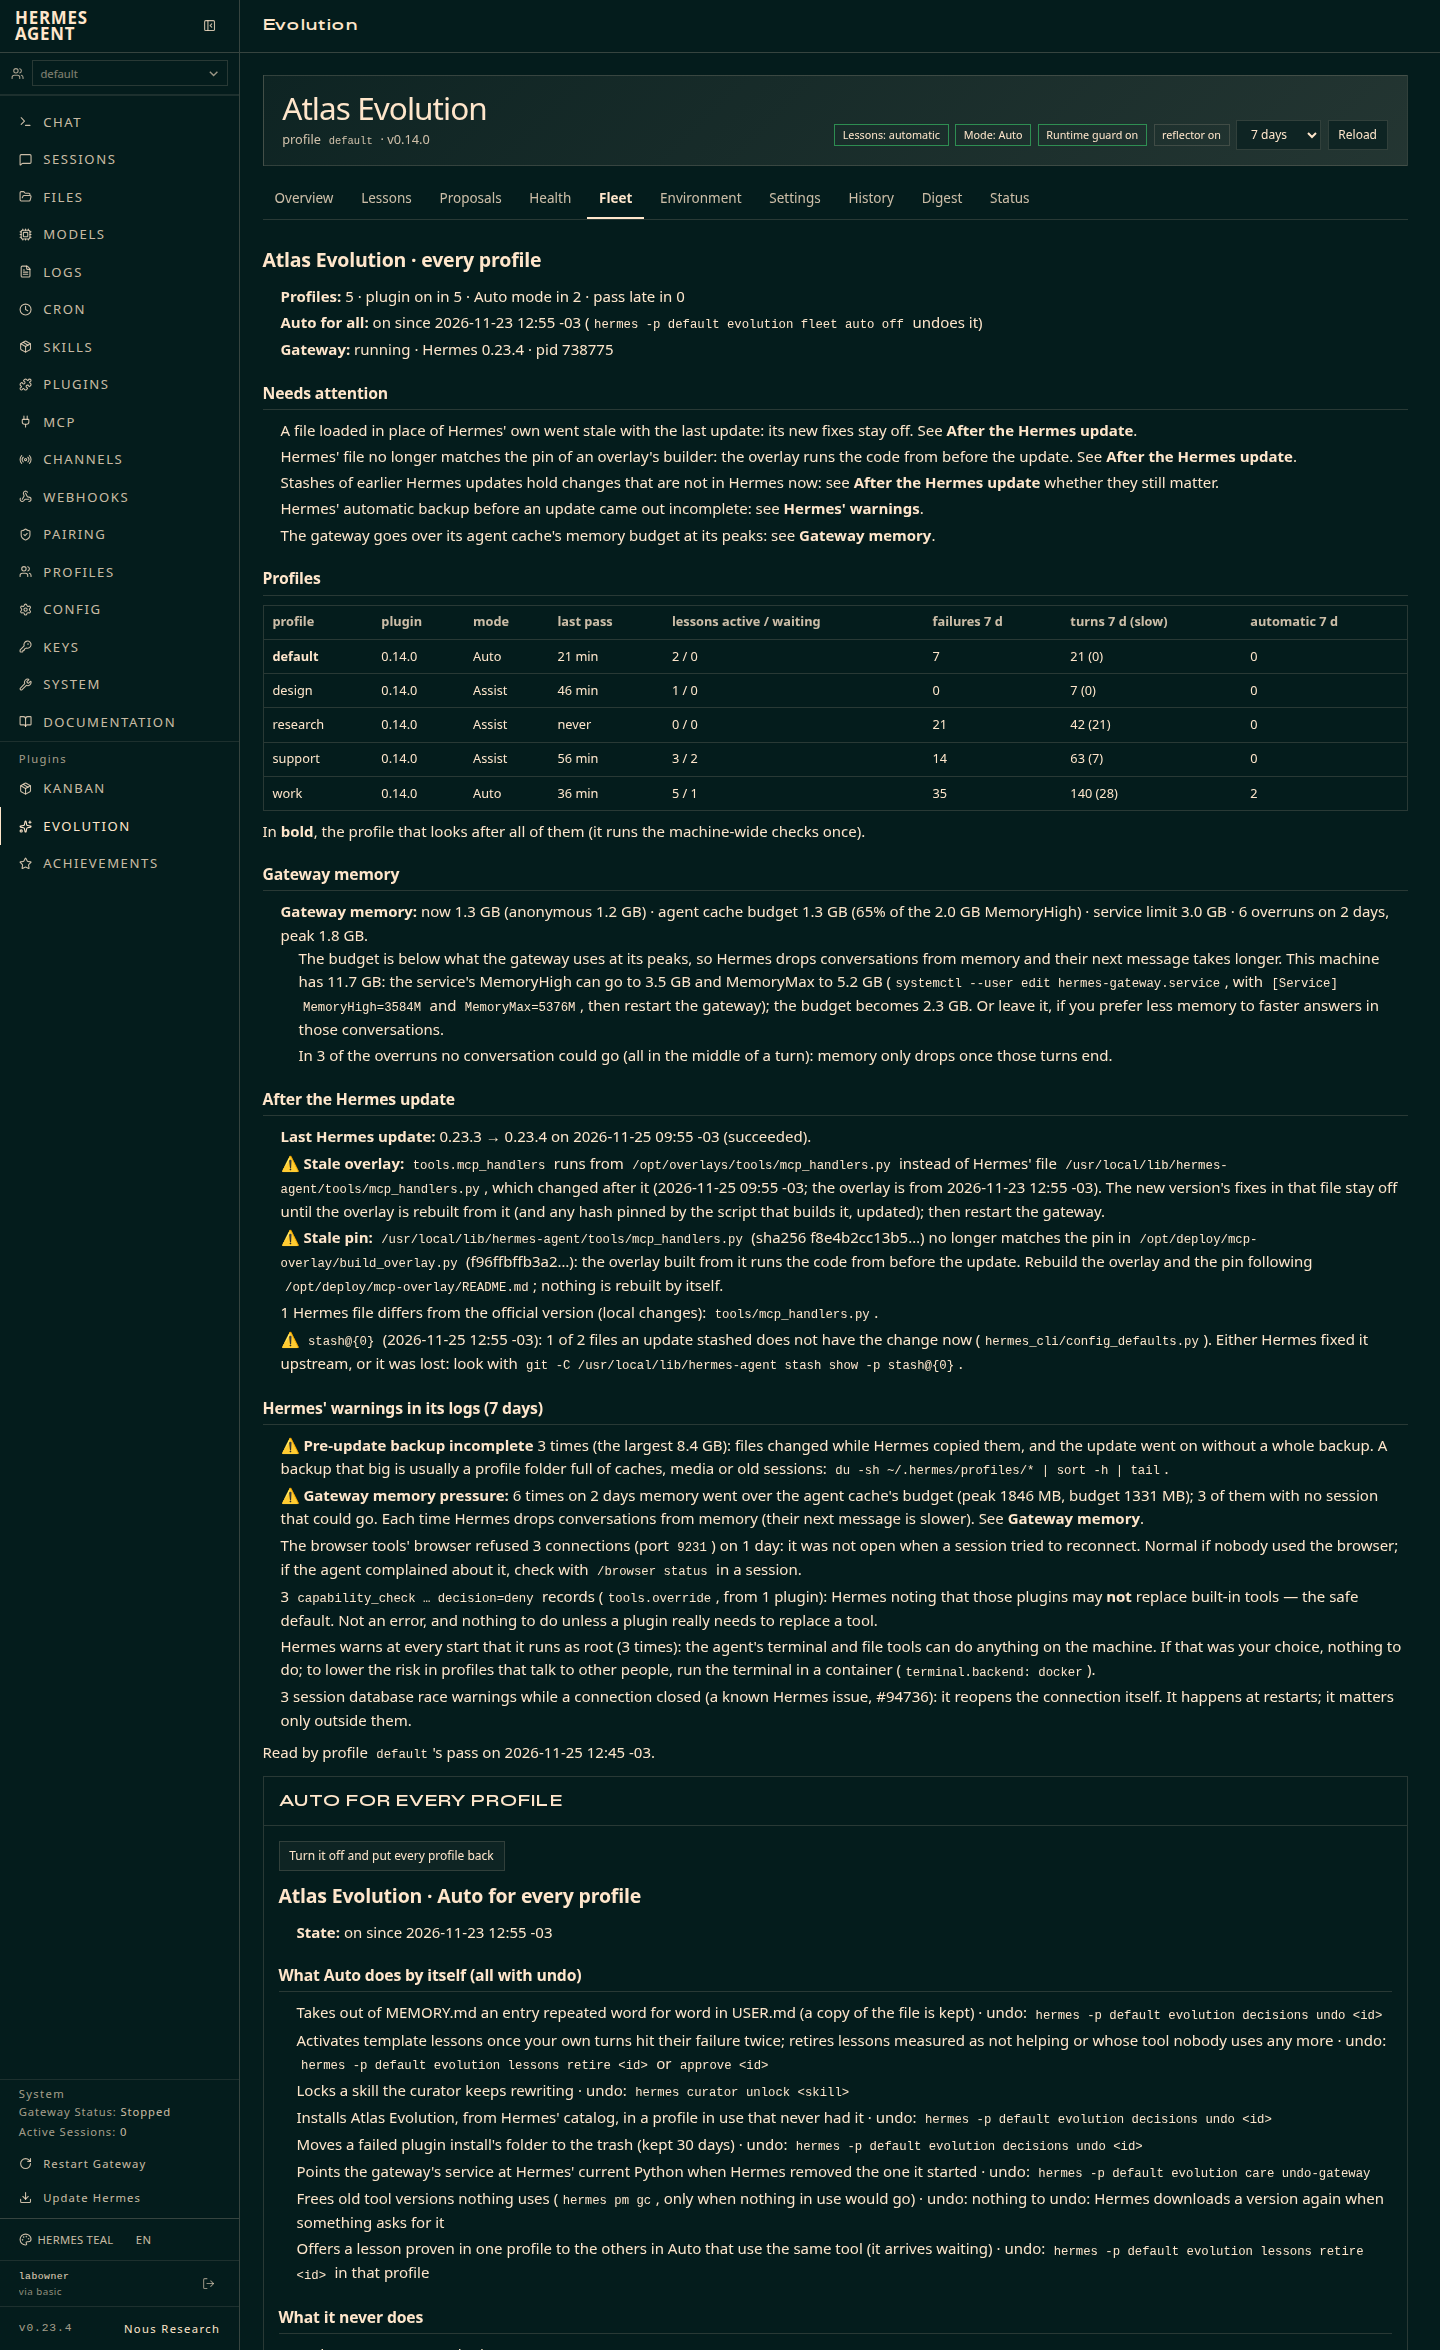 HERMES
AGENT
default
CHAT
SESSIONS
FILES
MODELS
LOGS
CRON
SKILLS
PLUGINS
MCP
CHANNELS
WEBHOOKS
PAIRING
PROFILES
CONFIG
KEYS
SYSTEM
DOCUMENTATION
Plugins
KANBAN
EVOLUTION
ACHIEVEMENTS
System
Gateway Status: Stopped
Active Sessions: 0
Restart Gateway
Update Hermes
HERMES TEAL EN
labowner
via basic
v0.23.4 Nous Research
Evolution
Atlas Evolution
profile default · v0.14.0
Lessons: automatic Mode: Auto Runtime guard on reflector on 7 days Reload
Overview Lessons Proposals Health Fleet Environment Settings History Digest Status
Atlas Evolution · every profile
Profiles: 5 · plugin on in 5 · Auto mode in 2 · pass late in 0
Auto for all: on since 2026-11-23 12:55 -03 ( hermes -p default evolution fleet auto off undoes it)
Gateway: running · Hermes 0.23.4 · pid 738775
Needs attention
A file loaded in place of Hermes' own went stale with the last update: its new fixes stay off. See After the Hermes update.
Hermes' file no longer matches the pin of an overlay's builder: the overlay runs the code from before the update. See After the Hermes update.
Stashes of earlier Hermes updates hold changes that are not in Hermes now: see After the Hermes update whether they still matter.
Hermes' automatic backup before an update came out incomplete: see Hermes' warnings.
The gateway goes over its agent cache's memory budget at its peaks: see Gateway memory.
Profiles
profile plugin mode last pass lessons active / waiting failures 7 d turns 7 d (slow) automatic 7 d
default 0.14.0 Auto 21 min 2 / 0 7 21 (0) 0
design 0.14.0 Assist 46 min 1 / 0 0 7 (0) 0
research 0.14.0 Assist never 0 / 0 21 42 (21) 0
support 0.14.0 Assist 56 min 3 / 2 14 63 (7) 0
work 0.14.0 Auto 36 min 5 / 1 35 140 (28) 2
In bold, the profile that looks after all of them (it runs the machine-wide checks once).
Gateway memory
Gateway memory: now 1.3 GB (anonymous 1.2 GB) · agent cache budget 1.3 GB (65% of the 2.0 GB MemoryHigh) · service limit 3.0 GB · 6 overruns on 2 days,
peak 1.8 GB.
The budget is below what the gateway uses at its peaks, so Hermes drops conversations from memory and their next message takes longer. This machine
has 11.7 GB: the service's MemoryHigh can go to 3.5 GB and MemoryMax to 5.2 GB ( systemctl --user edit hermes-gateway.service , with [Service]
MemoryHigh=3584M and MemoryMax=5376M , then restart the gateway); the budget becomes 2.3 GB. Or leave it, if you prefer less memory to faster answers in
those conversations.
In 3 of the overruns no conversation could go (all in the middle of a turn): memory only drops once those turns end.
After the Hermes update
Last Hermes update: 0.23.3 → 0.23.4 on 2026-11-25 09:55 -03 (succeeded).
⚠️ Stale overlay: tools.mcp_handlers runs from /opt/overlays/tools/mcp_handlers.py instead of Hermes' file /usr/local/lib/hermes-
agent/tools/mcp_handlers.py , which changed after it (2026-11-25 09:55 -03; the overlay is from 2026-11-23 12:55 -03). The new version's fixes in that file stay off
until the overlay is rebuilt from it (and any hash pinned by the script that builds it, updated); then restart the gateway.
⚠️ Stale pin: /usr/local/lib/hermes-agent/tools/mcp_handlers.py (sha256 f8e4b2cc13b5…) no longer matches the pin in /opt/deploy/mcp-
overlay/build_overlay.py (f96ffbffb3a2…): the overlay built from it runs the code from before the update. Rebuild the overlay and the pin following
/opt/deploy/mcp-overlay/README.md ; nothing is rebuilt by itself.
1 Hermes file differs from the official version (local changes): tools/mcp_handlers.py .
⚠️ stash@{0} (2026-11-25 12:55 -03): 1 of 2 files an update stashed does not have the change now ( hermes_cli/config_defaults.py ). Either Hermes fixed it
upstream, or it was lost: look with git -C /usr/local/lib/hermes-agent stash show -p stash@{0} .
Hermes' warnings in its logs (7 days)
⚠️ Pre-update backup incomplete 3 times (the largest 8.4 GB): files changed while Hermes copied them, and the update went on without a whole backup. A
backup that big is usually a profile folder full of caches, media or old sessions: du -sh ~/.hermes/profiles/* | sort -h | tail .
⚠️ Gateway memory pressure: 6 times on 2 days memory went over the agent cache's budget (peak 1846 MB, budget 1331 MB); 3 of them with no session
that could go. Each time Hermes drops conversations from memory (their next message is slower). See Gateway memory.
The browser tools' browser refused 3 connections (port 9231 ) on 1 day: it was not open when a session tried to reconnect. Normal if nobody used the browser;
if the agent complained about it, check with /browser status in a session.
3 capability_check … decision=deny records ( tools.override , from 1 plugin): Hermes noting that those plugins may not replace built-in tools — the safe
default. Not an error, and nothing to do unless a plugin really needs to replace a tool.
Hermes warns at every start that it runs as root (3 times): the agent's terminal and file tools can do anything on the machine. If that was your choice, nothing to
do; to lower the risk in profiles that talk to other people, run the terminal in a container ( terminal.backend: docker ).
3 session database race warnings while a connection closed (a known Hermes issue, #94736): it reopens the connection itself. It happens at restarts; it matters
only outside them.
Read by profile default 's pass on 2026-11-25 12:45 -03.
AUTO FOR EVERY PROFILE
Turn it off and put every profile back
Atlas Evolution · Auto for every profile
State: on since 2026-11-23 12:55 -03
What Auto does by itself (all with undo)
Takes out of MEMORY.md an entry repeated word for word in USER.md (a copy of the file is kept) · undo: hermes -p default evolution decisions undo <id>
Activates template lessons once your own turns hit their failure twice; retires lessons measured as not helping or whose tool nobody uses any more · undo:
hermes -p default evolution lessons retire <id> or approve <id>
Locks a skill the curator keeps rewriting · undo: hermes curator unlock <skill>
Installs Atlas Evolution, from Hermes' catalog, in a profile in use that never had it · undo: hermes -p default evolution decisions undo <id>
Moves a failed plugin install's folder to the trash (kept 30 days) · undo: hermes -p default evolution decisions undo <id>
Points the gateway's service at Hermes' current Python when Hermes removed the one it started · undo: hermes -p default evolution care undo-gateway
Frees old tool versions nothing uses ( hermes pm gc , only when nothing in use would go) · undo: nothing to undo: Hermes downloads a version again when
something asks for it
Offers a lesson proven in one profile to the others in Auto that use the same tool (it arrives waiting) · undo: hermes -p default evolution lessons retire
<id> in that profile
What it never does